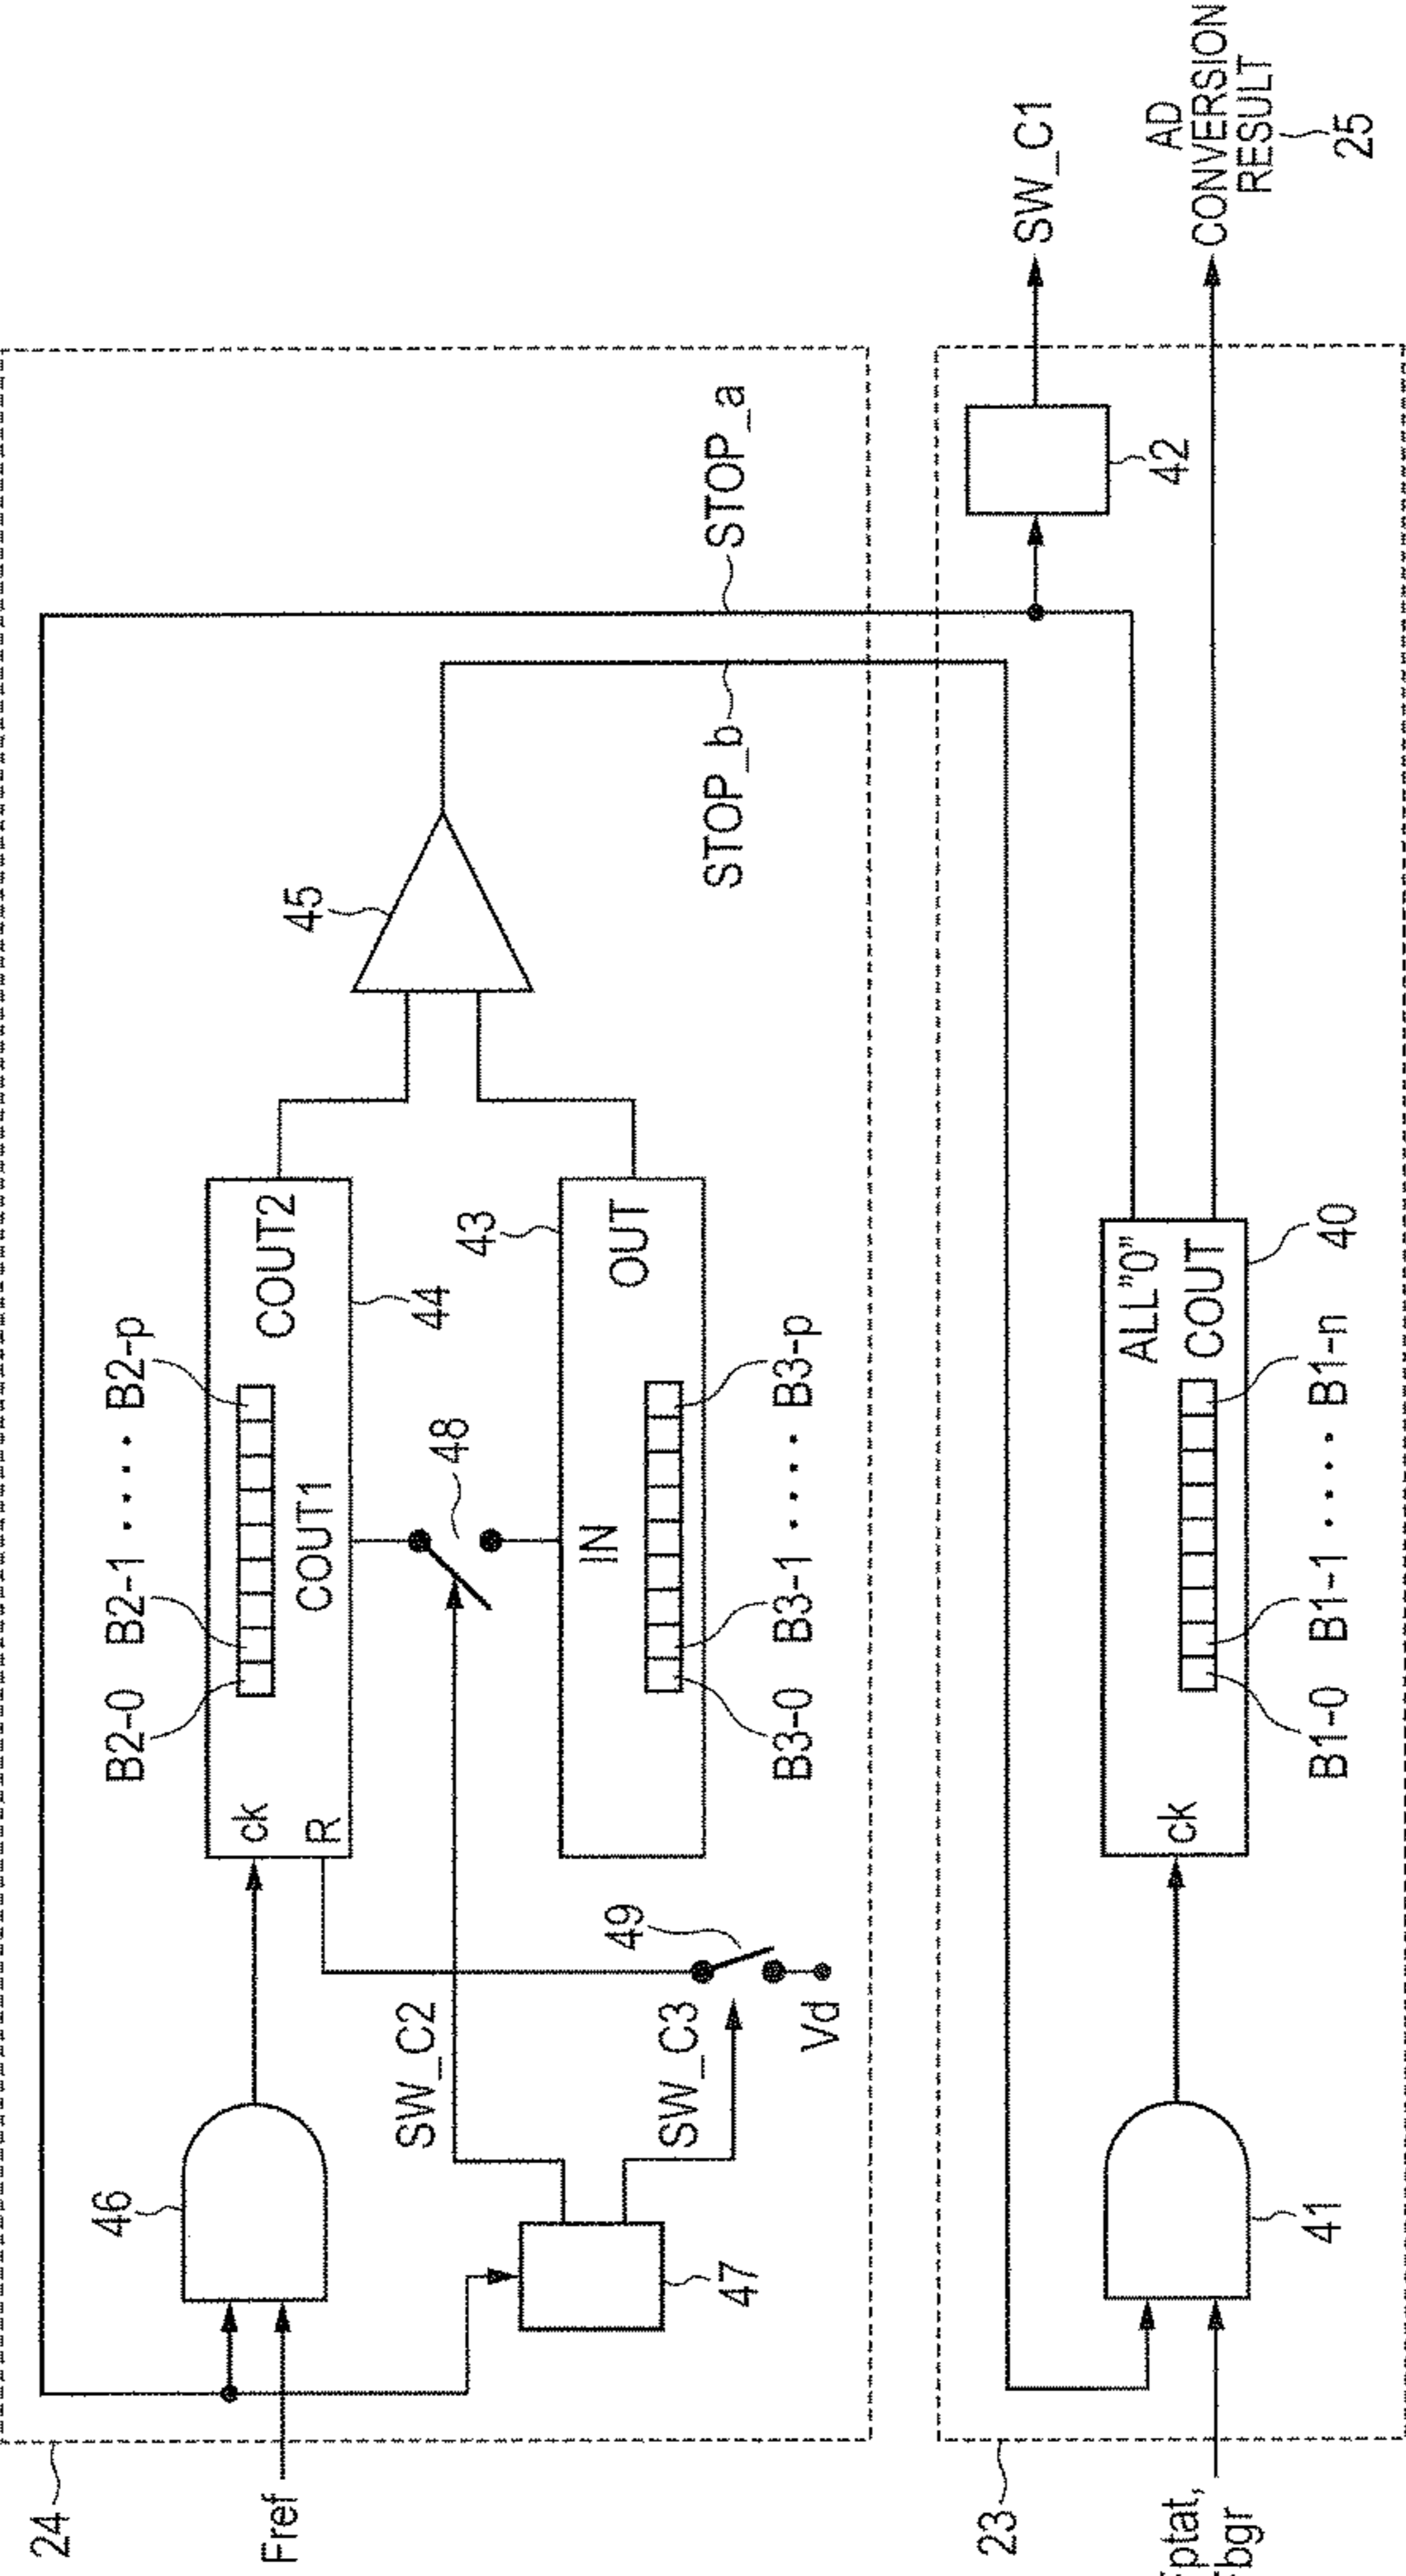 24
Fref
46
B2-0 B2-1 • • • • B2-p
ck
R
COUT1
COUT2
44
45
STOP_a
STOP_b
SW_C2
48
43
IN
OUT
B3-0 B3-1 • • • • B3-p
49
SW_C3
Vd
47
23
41
ck
ALL"0"
COUT
40
B1-0 B1-1 • • • • B1-n
42
SW_C1
AD
CONVERSION
RESULT
25